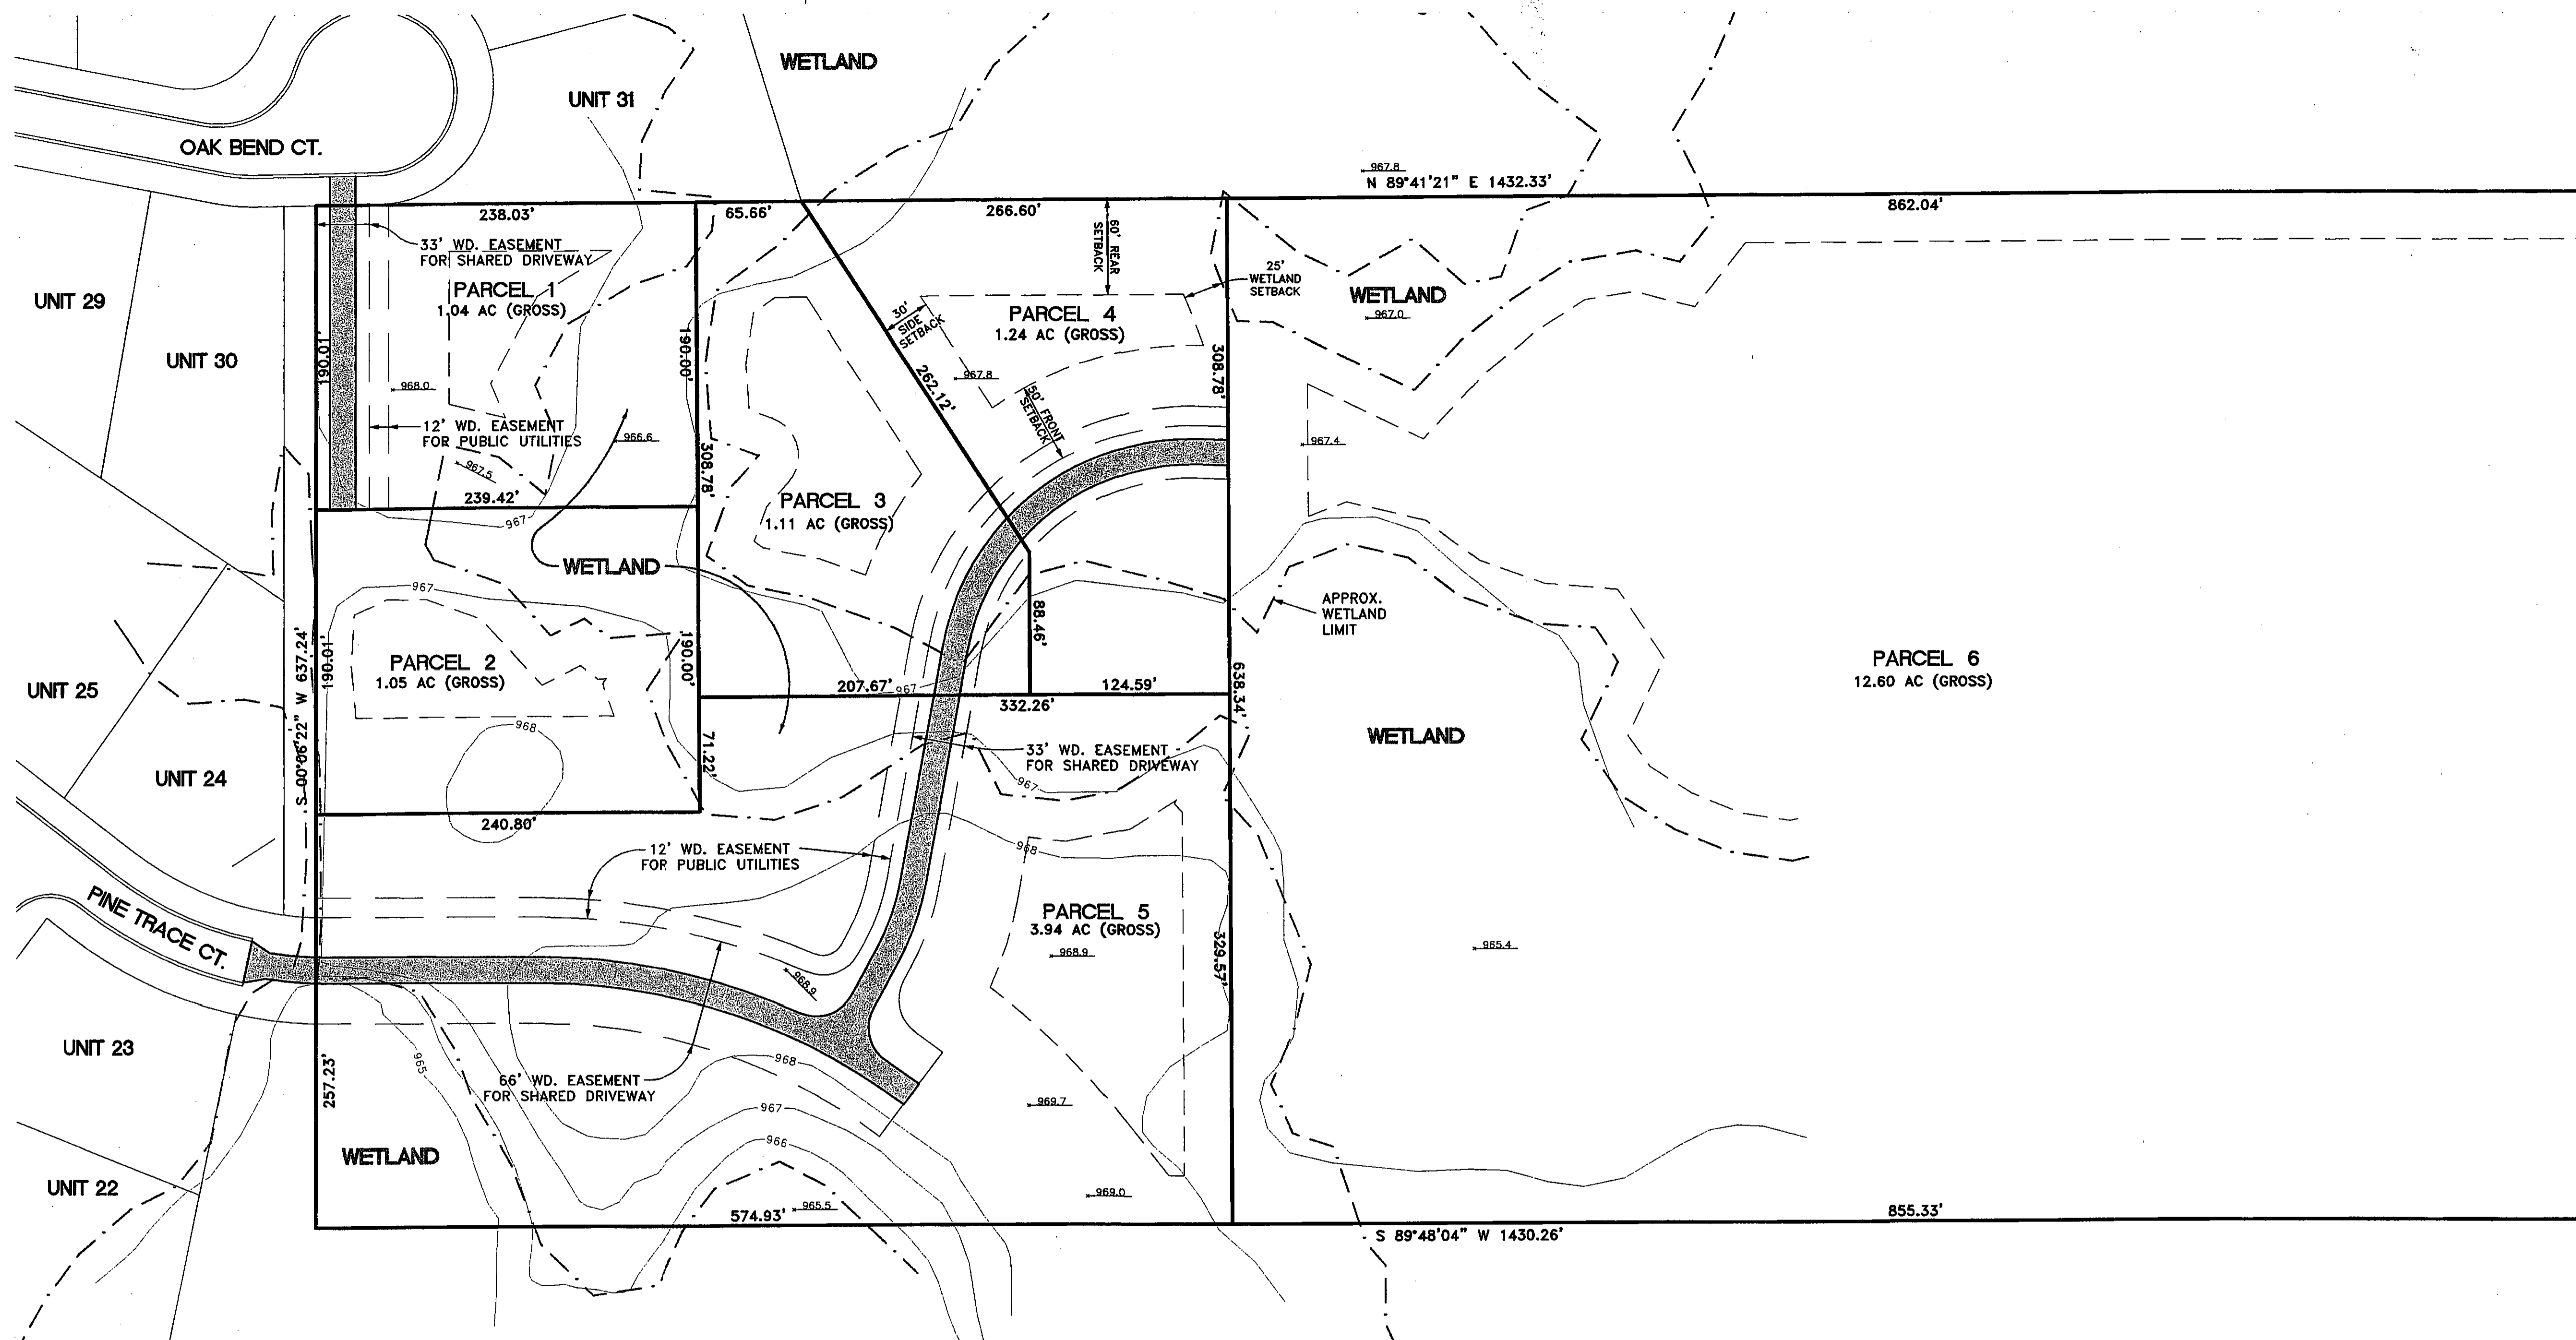 WETLAND
UNIT 31
OAK BEND CT.
967.8
N 89°41'21" E 1432.33'
238.03'
65.66'
266.60'
862.04'
33' WD. EASEMENT
FOR SHARED DRIVEWAY
60' REAR
SETBACK
25'
WETLAND
SETBACK
UNIT 29
PARCEL 1
1.04 AC (GROSS)
WETLAND
967.0
30'
SIDE
SETBACK
PARCEL 4
1.24 AC (GROSS)
UNIT 30
190.01'
190.00'
308.78'
968.0
967.8
262.12'
50' FRONT
SETBACK
12' WD. EASEMENT
FOR PUBLIC UTILITIES
966.6
967.5
967.4
308.78'
239.42'
967
PARCEL 3
1.11 AC (GROSS)
WETLAND
967
APPROX.
WETLAND
LIMIT
88.46'
S 00°06'22" W 637.24'
190.01'
190.00'
PARCEL 2
1.05 AC (GROSS)
UNIT 25
207.67'
967
124.59'
332.26'
638.34'
PARCEL 6
12.60 AC (GROSS)
968
71.22'
WETLAND
33' WD. EASEMENT
FOR SHARED DRIVEWAY
967
UNIT 24
240.80'
12' WD. EASEMENT
FOR PUBLIC UTILITIES
968
PINE TRACE CT.
PARCEL 5
3.94 AC (GROSS)
968.9
968.9
329.57'
965.4
UNIT 23
257.23'
965
968
66' WD. EASEMENT
FOR SHARED DRIVEWAY
967
969.7
966
WETLAND
UNIT 22
969.0
965.5
574.93'
855.33'
S 89°48'04" W 1430.26'